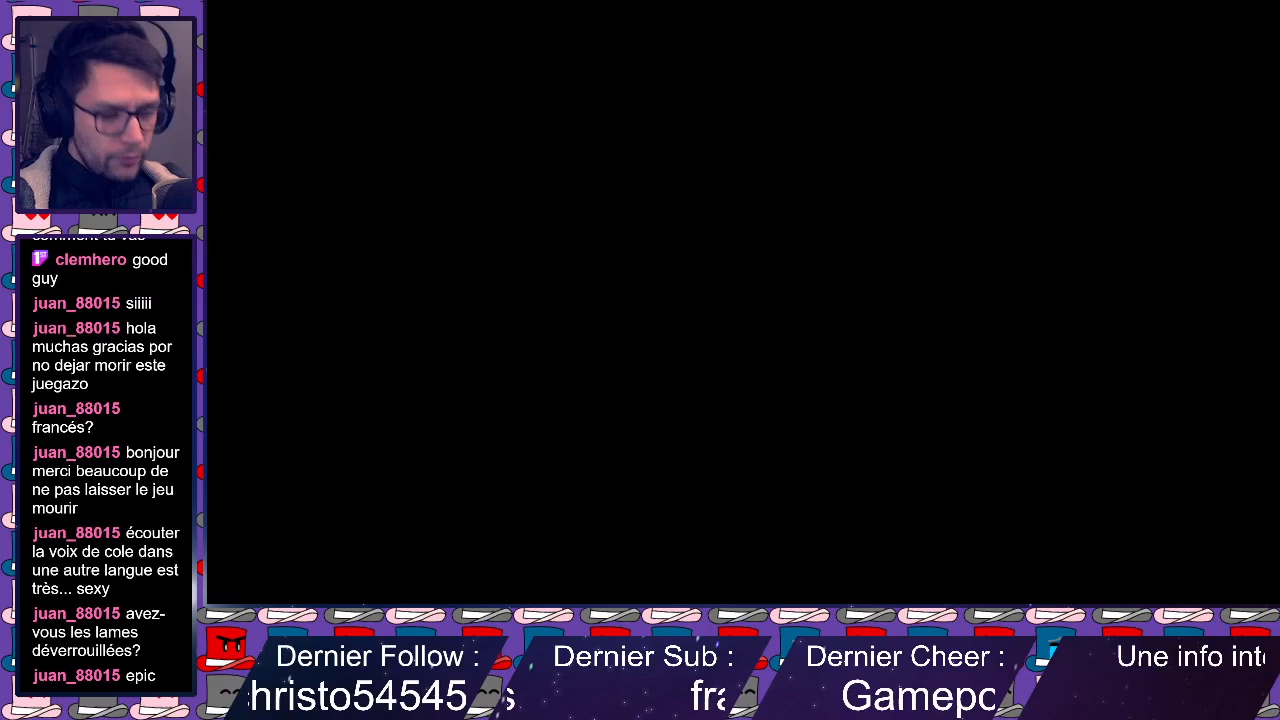 clemhero good
guy
juan_88015 siiiii
juan_88015 hola
muchas gracias por
no dejar morir este
juegazo
juan_88015
francés?
juan_88015 bonjour
merci beaucoup de
ne pas laisser le jeu
mourir
juan_88015 écouter
la voix de cole dans
une autre langue est
très... sexy
juan_88015 avez-
vous les lames
déverrouillées?
juan_88015 epic
Dernier Follow :
hristo54545
s
Dernier Sub :
fra
Dernier Cheer :
Gamepo
Une info inte